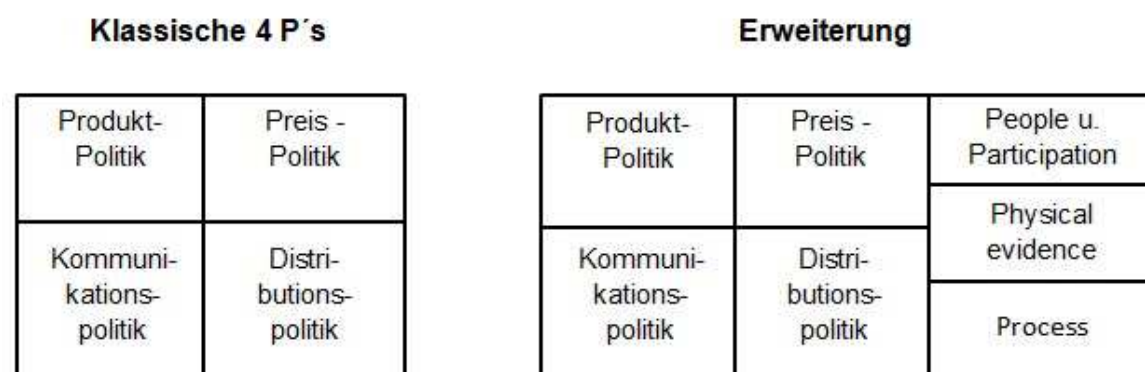 Klassische 4 P´s
Erweiterung
Produkt-
Politik
Preis -
Politik
Kommuni-
kations-
politik
Distri-
butions-
politik
Produkt-
Politik
Preis -
Politik
People u.
Participation
Physical
evidence
Kommuni-
kations-
politik
Distri-
butions-
politik
Process